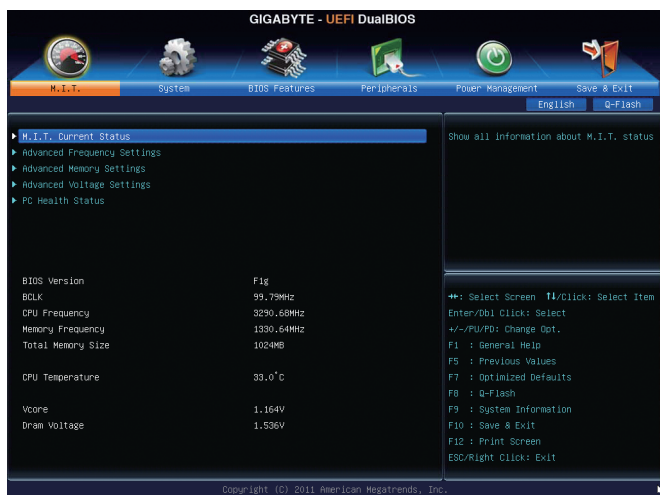 GIGABYTE - UEFI DualBIOS
M.I.T. System BIOS Features Peripherals Power Management Save & Exit
English Q-Flash
M.I.T. Current Status
Advanced Frequency Settings
Advanced Memory Settings
Advanced Voltage Settings
PC Health Status
Show all information about M.I.T. status
BIOS Version F1g
BCLK 99.79MHz
CPU Frequency 3290.68MHz
Memory Frequency 1330.64MHz
Total Memory Size 1024MB
CPU Temperature 33.0°C
Vcore 1.164V
Dram Voltage 1.536V
→←: Select Screen ↑↓/Click: Select Item
Enter/Dbl Click: Select
+/-/PU/PD: Change Opt.
F1 : General Help
F5 : Previous Values
F7 : Optimized Defaults
F8 : Q-Flash
F9 : System Information
F10 : Save & Exit
F12 : Print Screen
ESC/Right Click: Exit
Copyright (C) 2011 American Megatrends, Inc.